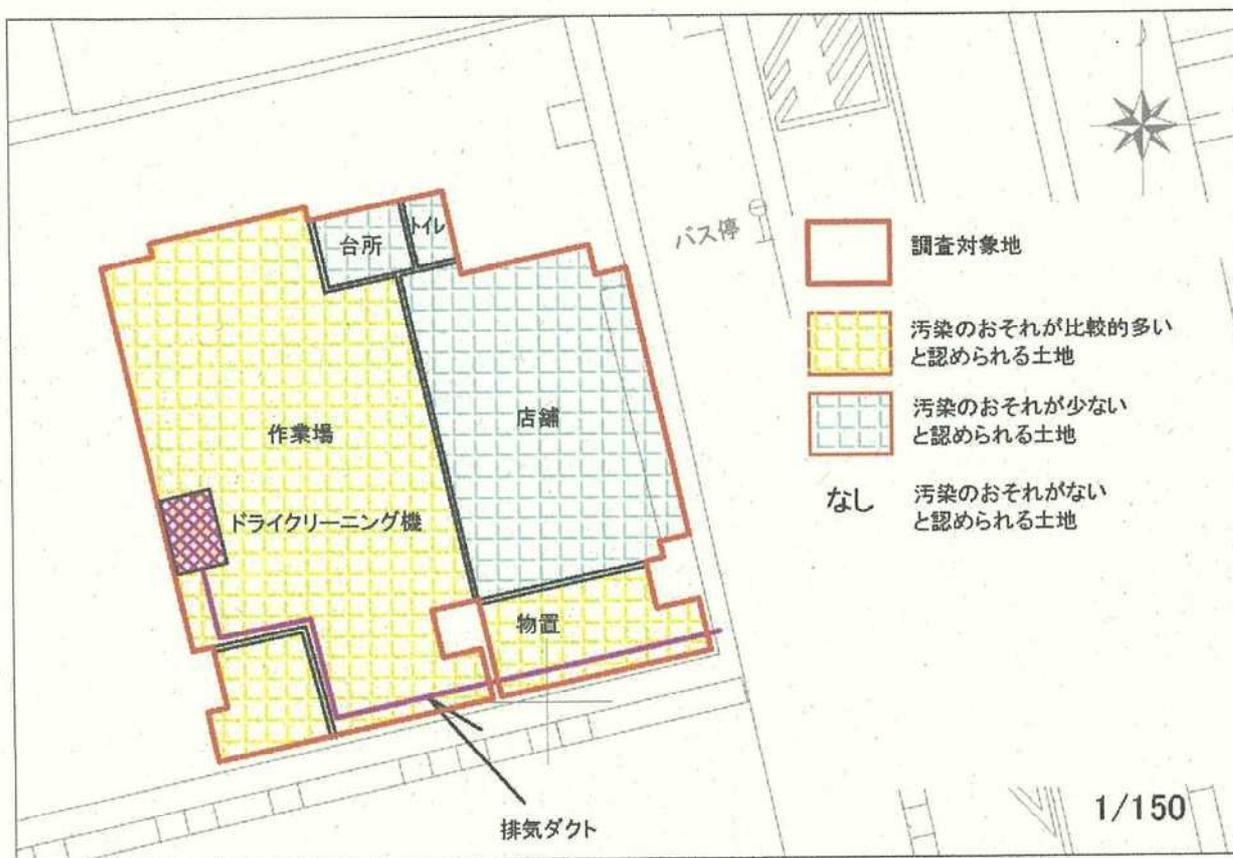 台所
トイレ
バス停
作業場
店舗
ドライクリーニング機
物置
排気ダクト
調査対象地
汚染のおそれが比較的多い
と認められる土地
汚染のおそれが少ない
と認められる土地
なし
汚染のおそれがない
と認められる土地
1/150